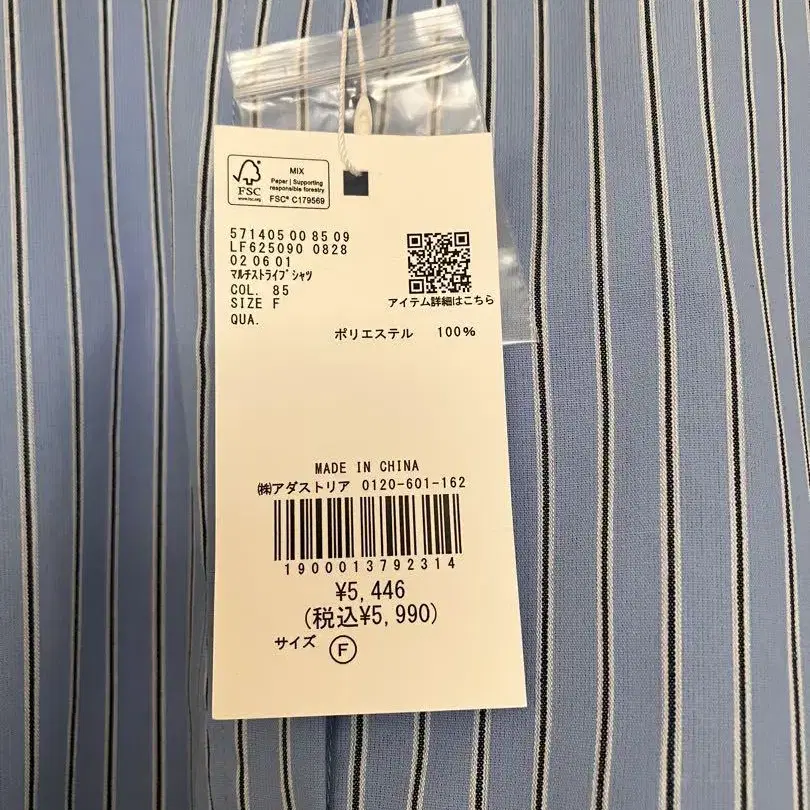 FSC
www.fsc.org
MIX
Paper | Supporting
responsible forestry
FSC® C179569
571405 00 85 09
LF625090 0828
02 06 01
ﾏﾙﾁｽﾄﾗｲﾌﾟｼｬﾂ
COL. 85
SIZE F
QUA.
アイテム詳細はこちら
ポリエステル 100%
MADE IN CHINA
㈱アダストリア 0120-601-162
1900013792314
¥5,446
(税込¥5,990)
サイズ Ⓕ